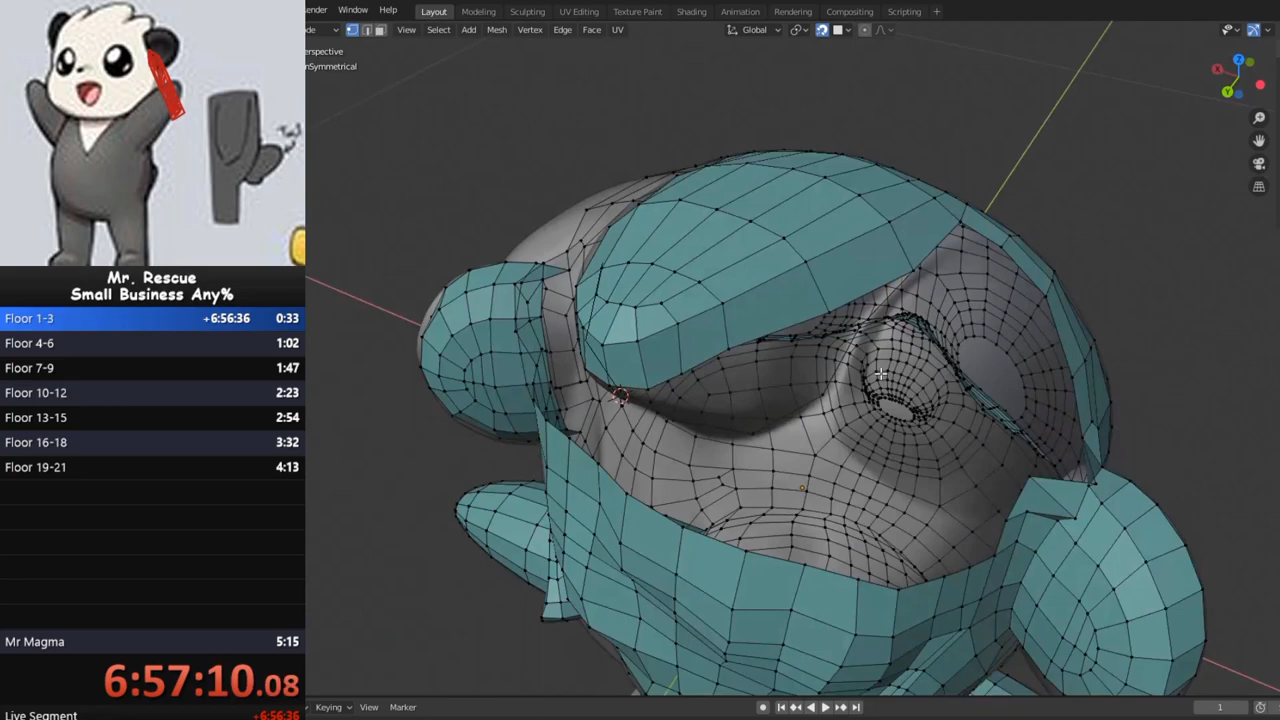 ender Window Help Layout Modeling Sculpting UV Editing Texture Paint Shading Animation Rendering Compositing Scripting +
de View Select Add Mesh Vertex Edge Face UV Global
erspective
nSymmetrical
X
Y
Z
Mr. Rescue
Small Business Any%
Floor 1-3 +6:56:36 0:33
Floor 4-6 1:02
Floor 7-9 1:47
Floor 10-12 2:23
Floor 13-15 2:54
Floor 16-18 3:32
Floor 19-21 4:13
Mr Magma 5:15
6:57:10.08
Live Segment +6:56:36
Keying View Marker 1